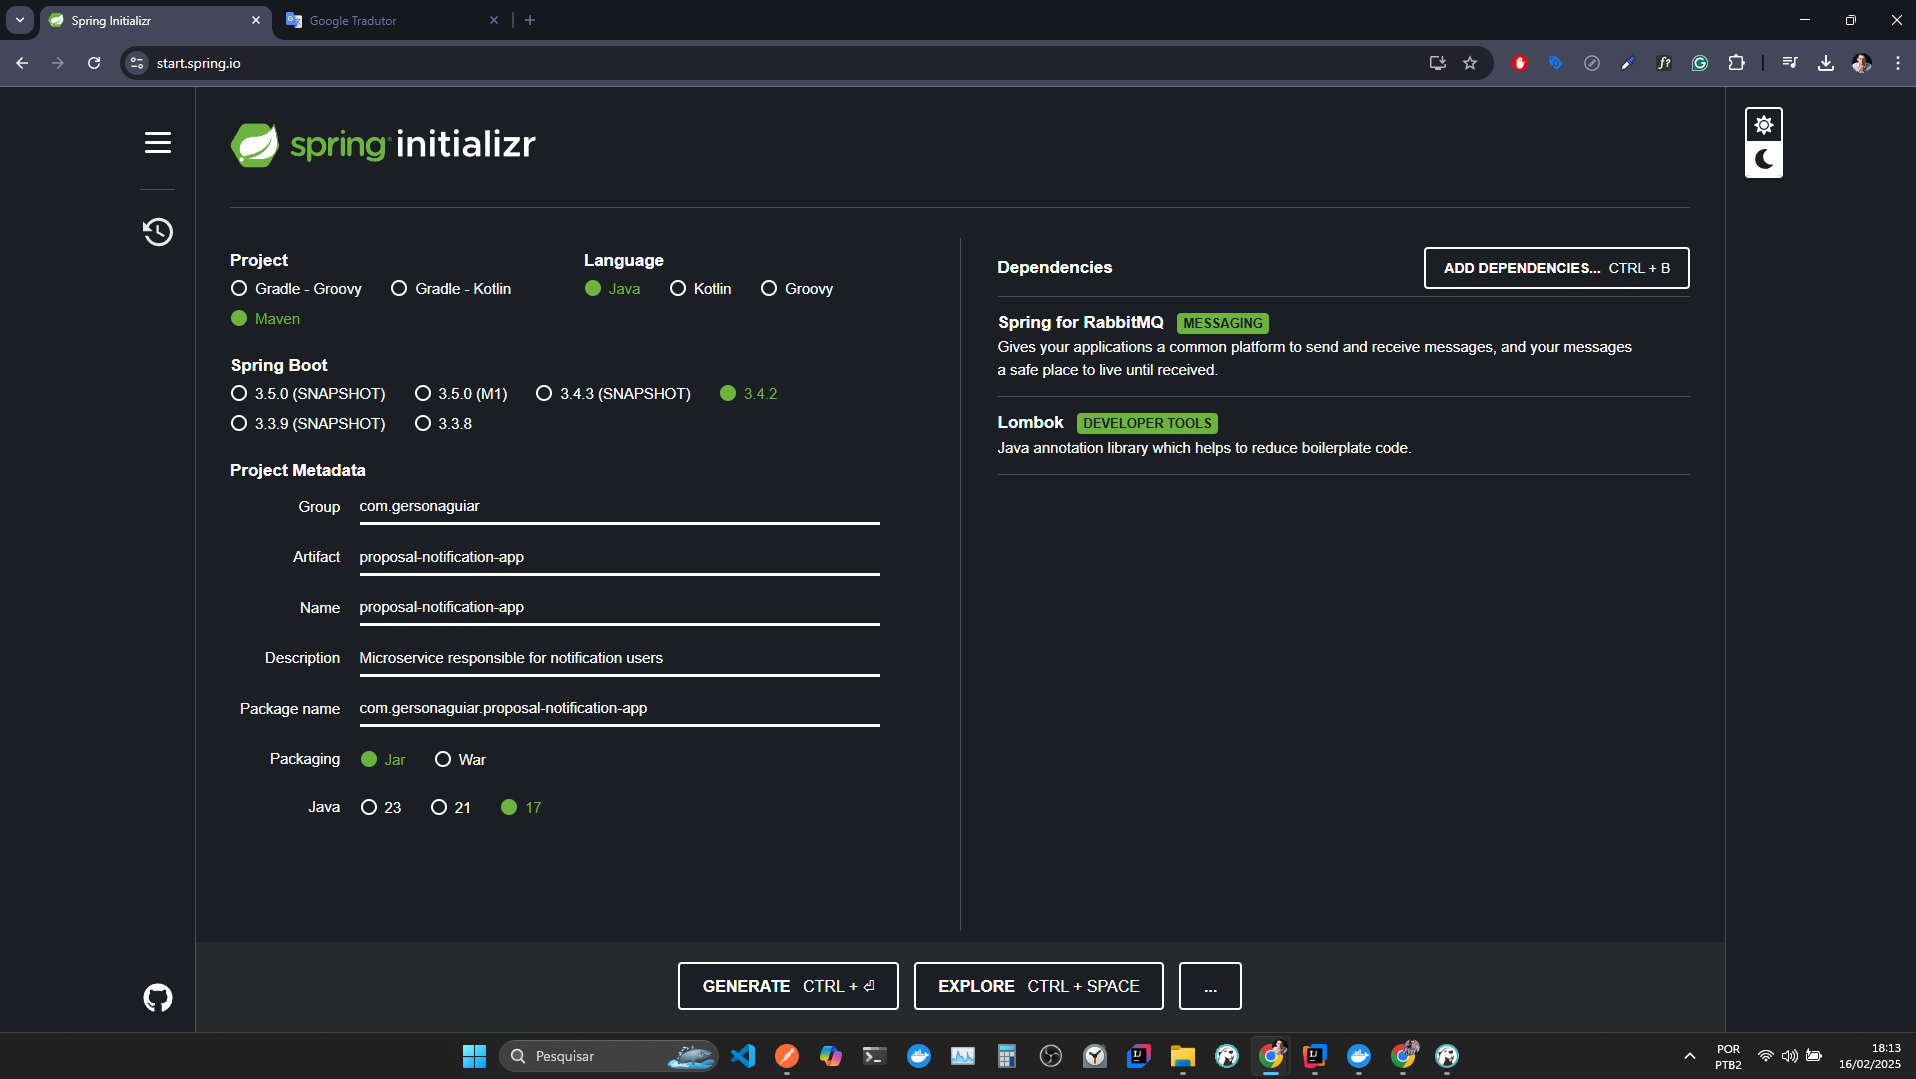 Spring Initializr
Google Tradutor
start.spring.io
spring initializr
Project
Gradle - Groovy
Gradle - Kotlin
Maven
Language
Java
Kotlin
Groovy
Spring Boot
3.5.0 (SNAPSHOT)
3.5.0 (M1)
3.4.3 (SNAPSHOT)
3.4.2
3.3.9 (SNAPSHOT)
3.3.8
Project Metadata
Group
com.gersonaguiar
Artifact
proposal-notification-app
Name
proposal-notification-app
Description
Microservice responsible for notification users
Package name
com.gersonaguiar.proposal-notification-app
Packaging
Jar
War
Java
23
21
17
Dependencies
ADD DEPENDENCIES... CTRL + B
Spring for RabbitMQ MESSAGING
Gives your applications a common platform to send and receive messages, and your messages
a safe place to live until received.
Lombok DEVELOPER TOOLS
Java annotation library which helps to reduce boilerplate code.
GENERATE CTRL + ⏎
EXPLORE CTRL + SPACE
...
Pesquisar
POR
PTB2
18:13
16/02/2025